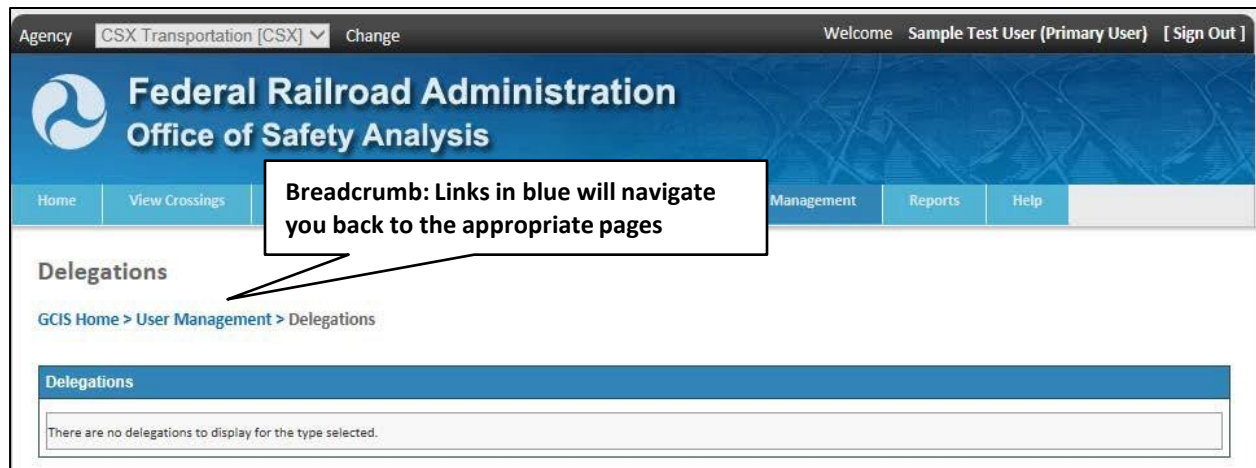 Agency CSX Transportation [CSX] Change Welcome Sample Test User (Primary User) [ Sign Out ]
Federal Railroad Administration
Office of Safety Analysis
Home View Crossings Management Reports Help
Breadcrumb: Links in blue will navigate
you back to the appropriate pages
Delegations
GCIS Home > User Management > Delegations
Delegations
There are no delegations to display for the type selected.